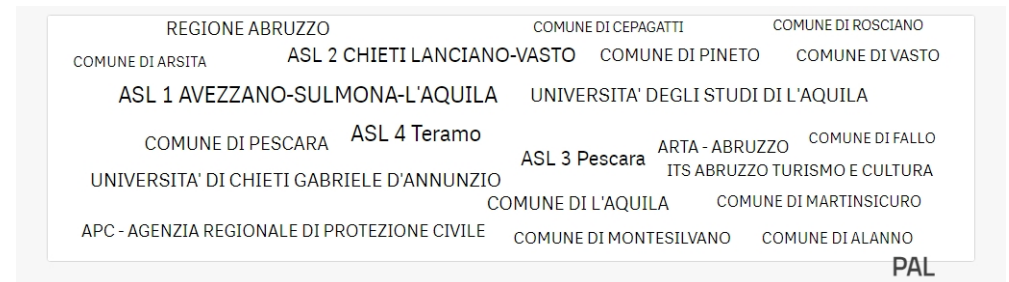 REGIONE ABRUZZO
COMUNE DI CEPAGATTI
COMUNE DI ROSCIANO
COMUNE DI ARSITA
ASL 2 CHIETI LANCIANO-VASTO
COMUNE DI PINETO
COMUNE DI VASTO
ASL 1 AVEZZANO-SULMONA-L'AQUILA
UNIVERSITA' DEGLI STUDI DI L'AQUILA
COMUNE DI PESCARA
ASL 4 Teramo
ASL 3 Pescara
ARTA - ABRUZZO
COMUNE DI FALLO
ITS ABRUZZO TURISMO E CULTURA
UNIVERSITA' DI CHIETI GABRIELE D'ANNUNZIO
COMUNE DI L'AQUILA
COMUNE DI MARTINSICURO
APC - AGENZIA REGIONALE DI PROTEZIONE CIVILE
COMUNE DI MONTESILVANO
COMUNE DI ALANNO
PAL